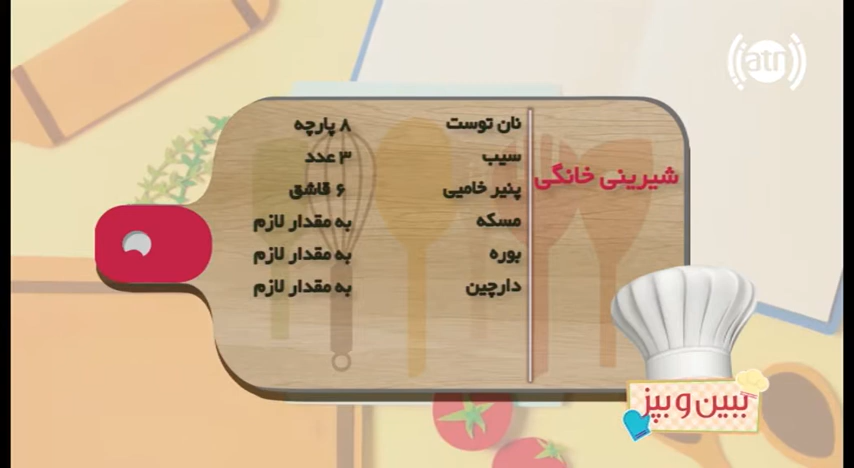 atn
شیرینی خانگی
نان توست ۸ پارچه
سیب ۳ عدد
پنیر خامیی ۶ قاشق
مسکه به مقدار لازم
بوره به مقدار لازم
دارچین به مقدار لازم
ببین و بپز